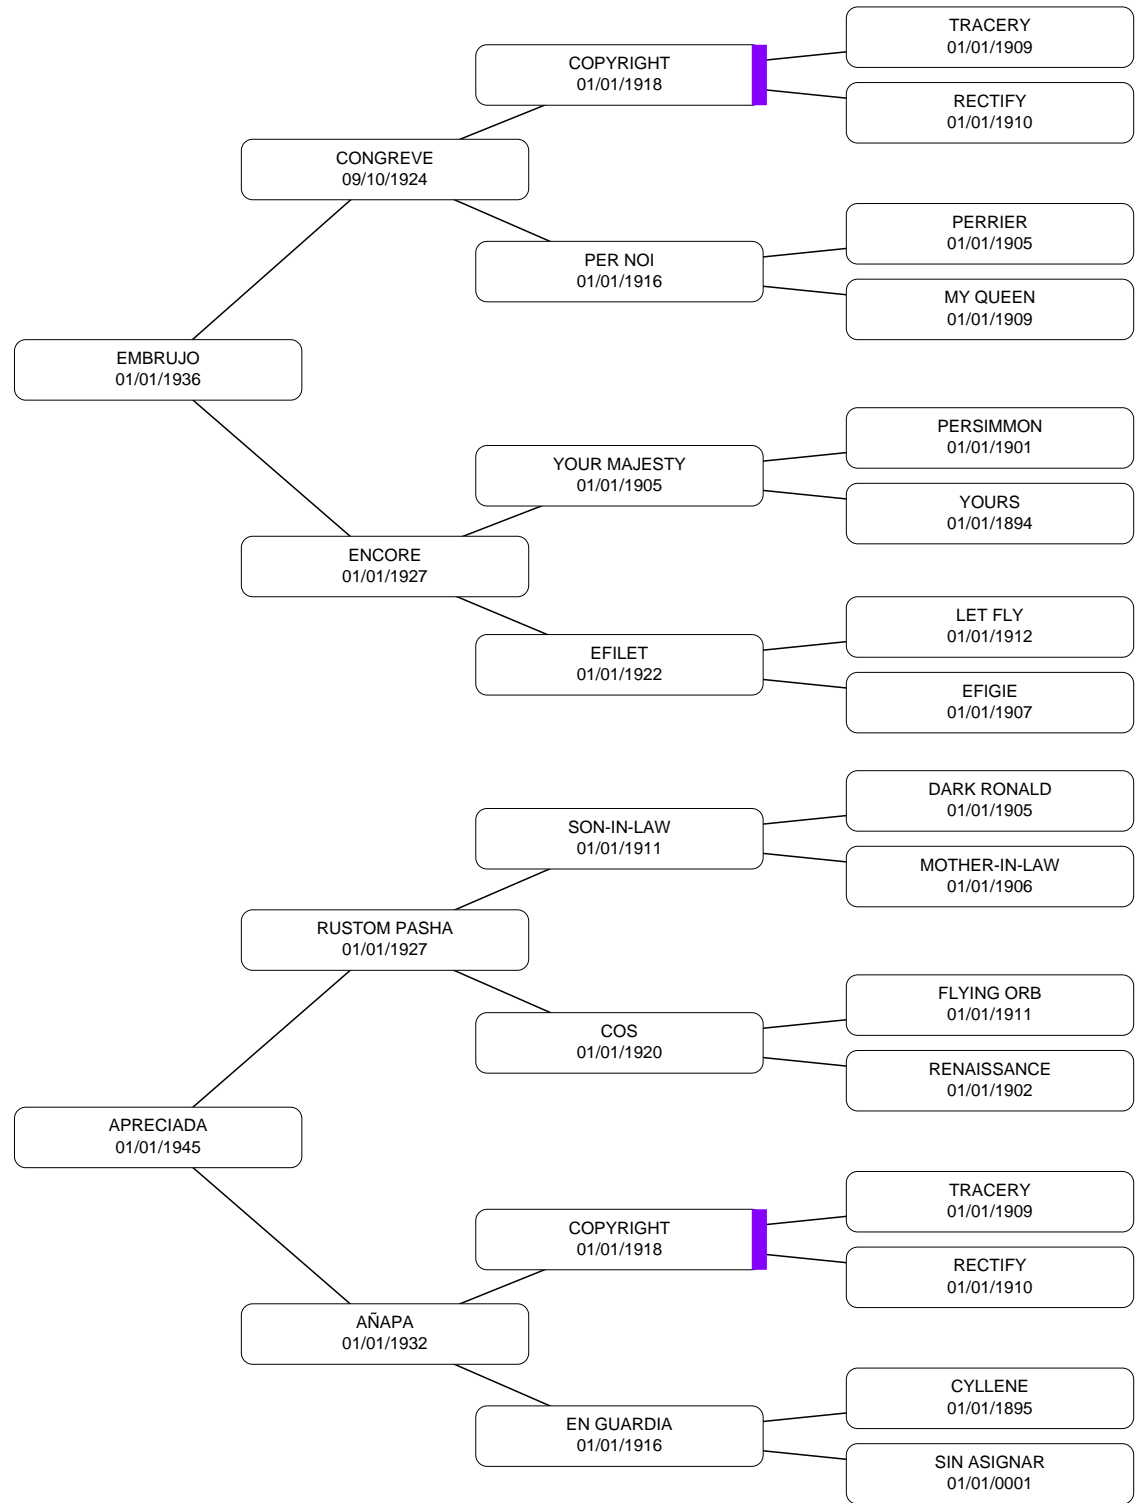 TRACERY
01/01/1909
COPYRIGHT
01/01/1918
RECTIFY
01/01/1910
CONGREVE
09/10/1924
PERRIER
01/01/1905
PER NOI
01/01/1916
MY QUEEN
01/01/1909
EMBRUJO
01/01/1936
PERSIMMON
01/01/1901
YOUR MAJESTY
01/01/1905
YOURS
01/01/1894
ENCORE
01/01/1927
LET FLY
01/01/1912
EFILET
01/01/1922
EFIGIE
01/01/1907
DARK RONALD
01/01/1905
SON-IN-LAW
01/01/1911
MOTHER-IN-LAW
01/01/1906
RUSTOM PASHA
01/01/1927
FLYING ORB
01/01/1911
COS
01/01/1920
RENAISSANCE
01/01/1902
APRECIADA
01/01/1945
TRACERY
01/01/1909
COPYRIGHT
01/01/1918
RECTIFY
01/01/1910
AÑAPA
01/01/1932
CYLLENE
01/01/1895
EN GUARDIA
01/01/1916
SIN ASIGNAR
01/01/0001